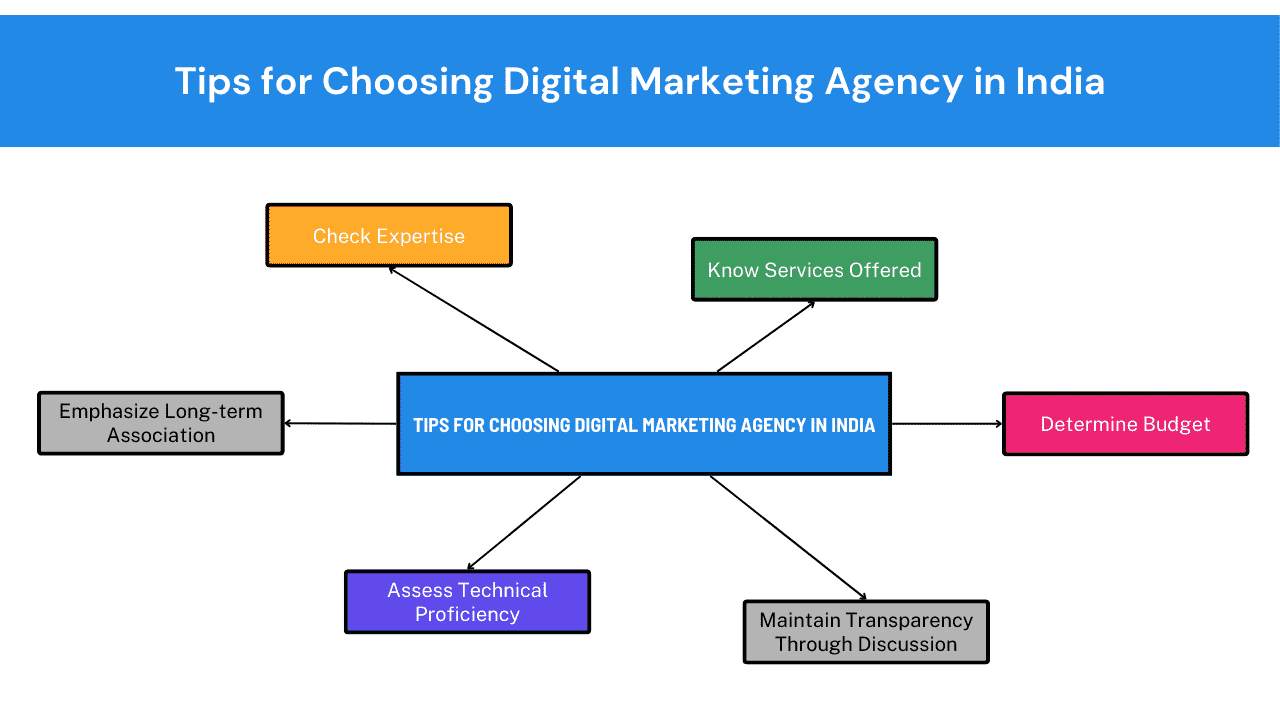 Tips for Choosing Digital Marketing Agency in India
Check Expertise
Know Services Offered
Emphasize Long-term
Association
TIPS FOR CHOOSING DIGITAL MARKETING AGENCY IN INDIA
Determine Budget
Assess Technical
Proficiency
Maintain Transparency
Through Discussion